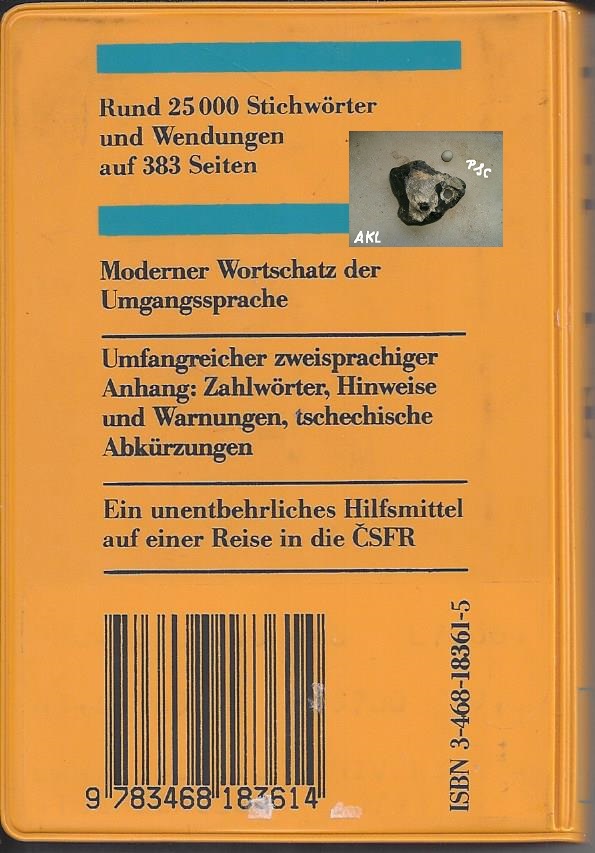 Rund 25 000 Stichwörter
und Wendungen
auf 383 Seiten
PSC
AKL
Moderner Wortschatz der
Umgangssprache
Umfangreicher zweisprachiger
Anhang: Zahlwörter, Hinweise
und Warnungen, tschechische
Abkürzungen
Ein unentbehrliches Hilfsmittel
auf einer Reise in die ČSFR
ISBN 3-468-18361-5
9 783468 183614